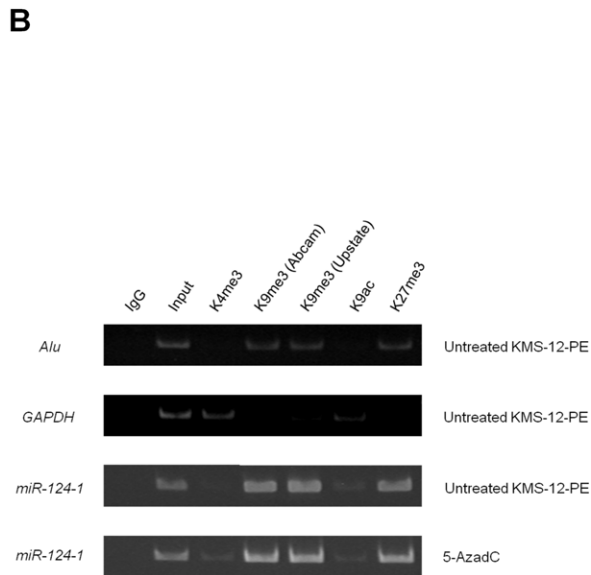 B
IgG Input K4me3 K9me3 (Abcam) K9me3 (Upstate) K9ac K27me3
Alu Untreated KMS-12-PE
GAPDH Untreated KMS-12-PE
miR-124-1 Untreated KMS-12-PE
miR-124-1 5-AzadC